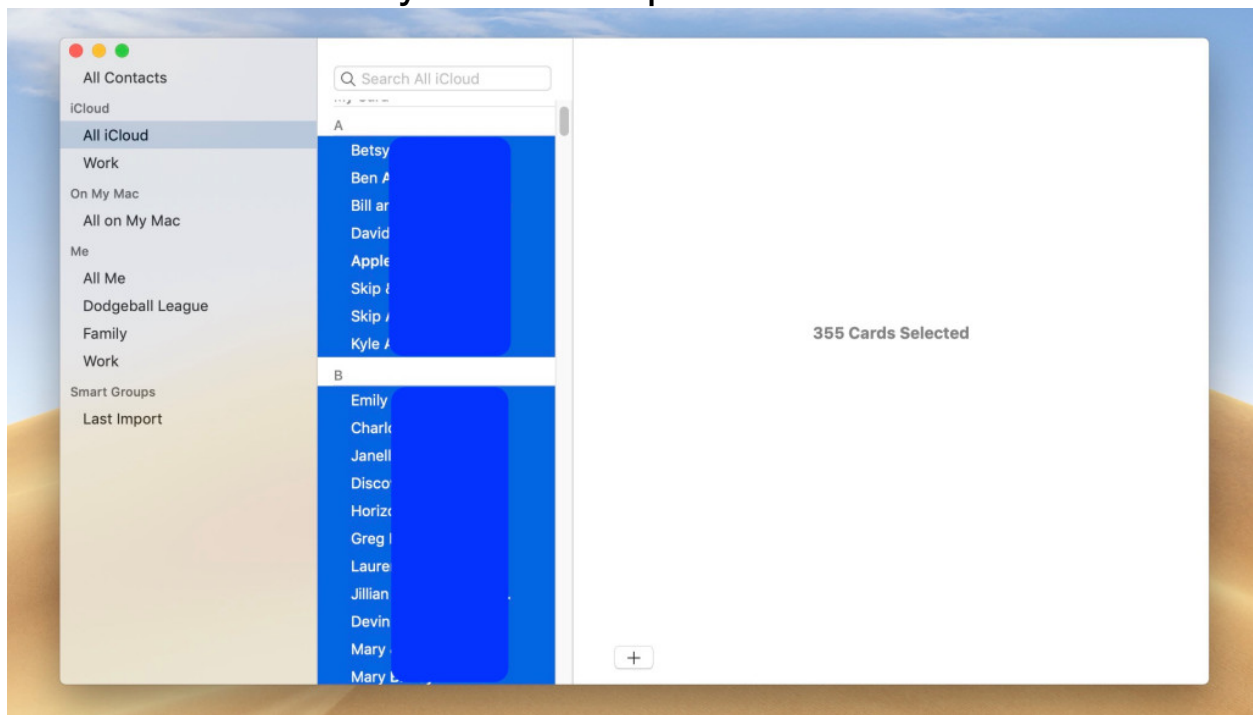 All Contacts
iCloud
All iCloud
Work
On My Mac
All on My Mac
Me
All Me
Dodgeball League
Family
Work
Smart Groups
Last Import
Search All iCloud
A
Betsy
Ben A
Bill
David
Apple
Skip
Skip
Kyle
B
Emily
Janell
Greg
Jillian
Devin
Mary
Mary
355 Cards Selected
+